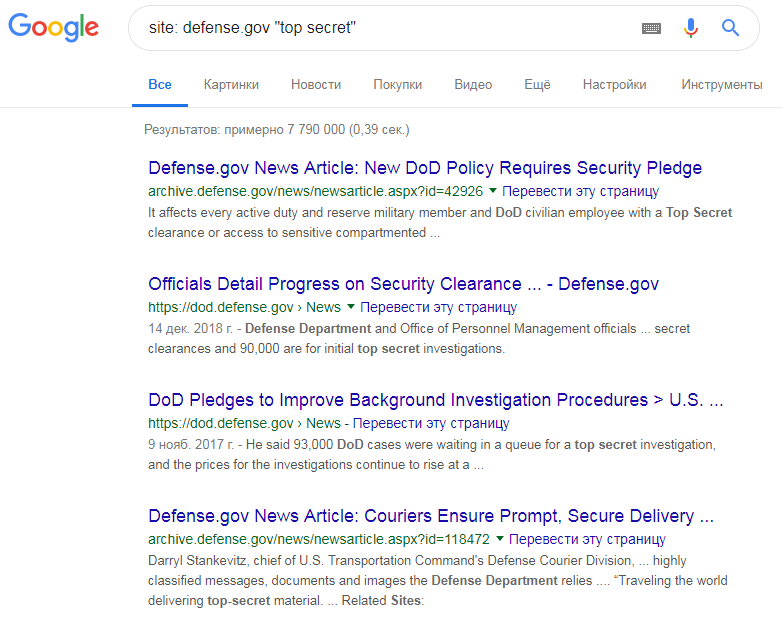 Google
site: defense.gov "top secret"
Все Картинки Новости Покупки Видео Ещё Настройки Инструменты
Результатов: примерно 7 790 000 (0,39 сек.)
Defense.gov News Article: New DoD Policy Requires Security Pledge
archive.defense.gov/news/newsarticle.aspx?id=42926 ▼ Перевести эту страницу
It affects every active duty and reserve military member and DoD civilian employee with a Top Secret
clearance or access to sensitive compartmented ...
Officials Detail Progress on Security Clearance ... - Defense.gov
https://dod.defense.gov › News ▼ Перевести эту страницу
14 дек. 2018 г. - Defense Department and Office of Personnel Management officials ... secret
clearances and 90,000 are for initial top secret investigations.
DoD Pledges to Improve Background Investigation Procedures > U.S. ...
https://dod.defense.gov › News - Перевести эту страницу
9 нояб. 2017 г. - He said 93,000 DoD cases were waiting in a queue for a top secret investigation,
and the prices for the investigations continue to rise at a ...
Defense.gov News Article: Couriers Ensure Prompt, Secure Delivery ...
archive.defense.gov/news/newsarticle.aspx?id=118472 ▼ Перевести эту страницу
Darryl Stankevitz, chief of U.S. Transportation Command's Defense Courier Division, ... highly
classified messages, documents and images the Defense Department relies .... “Traveling the world
delivering top-secret material. ... Related Sites: